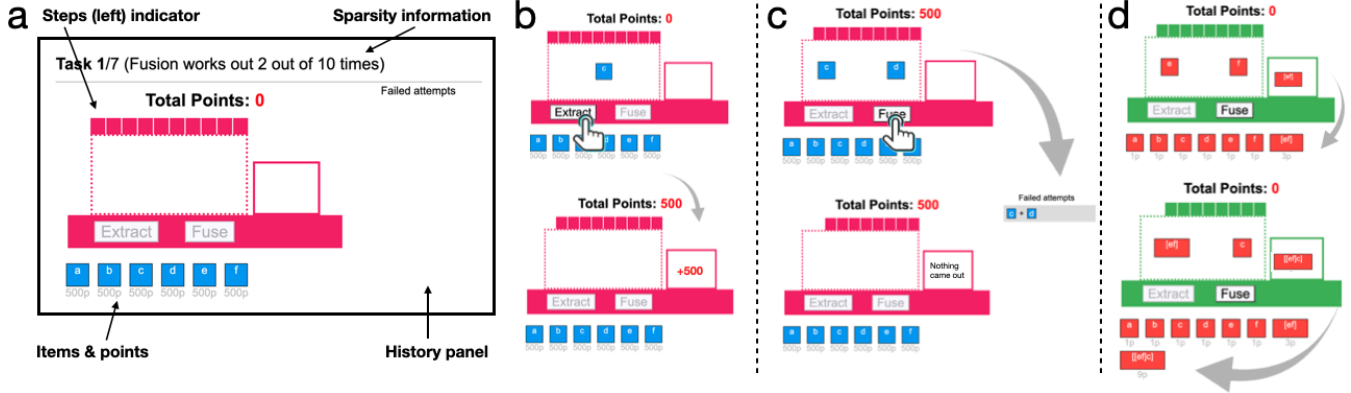 a
Steps (left) indicator
Sparsity information
Task 1/7 (Fusion works out 2 out of 10 times)
Failed attempts
Total Points: 0
Extract Fuse
a b c d e f
500p 500p 500p 500p 500p 500p
Items & points
History panel
b
Total Points: 0
c
Extract Fuse
a b c d e f
500p 500p 500p 500p 500p
Total Points: 500
+500
Extract Fuse
a b c d e f
500p 500p 500p 500p 500p 500p
c
Total Points: 500
c d
Extract Fuse
a b c d
500p 500p 500p 500p 500p 500p
Failed attempts
c + d
Total Points: 500
Nothing
came out
Extract Fuse
a b c d e f
500p 500p 500p 500p 500p 500p
d
Total Points: 0
e f
[ef]
Extract Fuse
a b c d e f [ef]
1p 1p 1p 1p 1p 1p 3p
Total Points: 0
[ef] c
[[ef]c]
Extract Fuse
a b c d e f [ef]
1p 1p 1p 1p 1p 1p 3p
[[ef]c]
9p